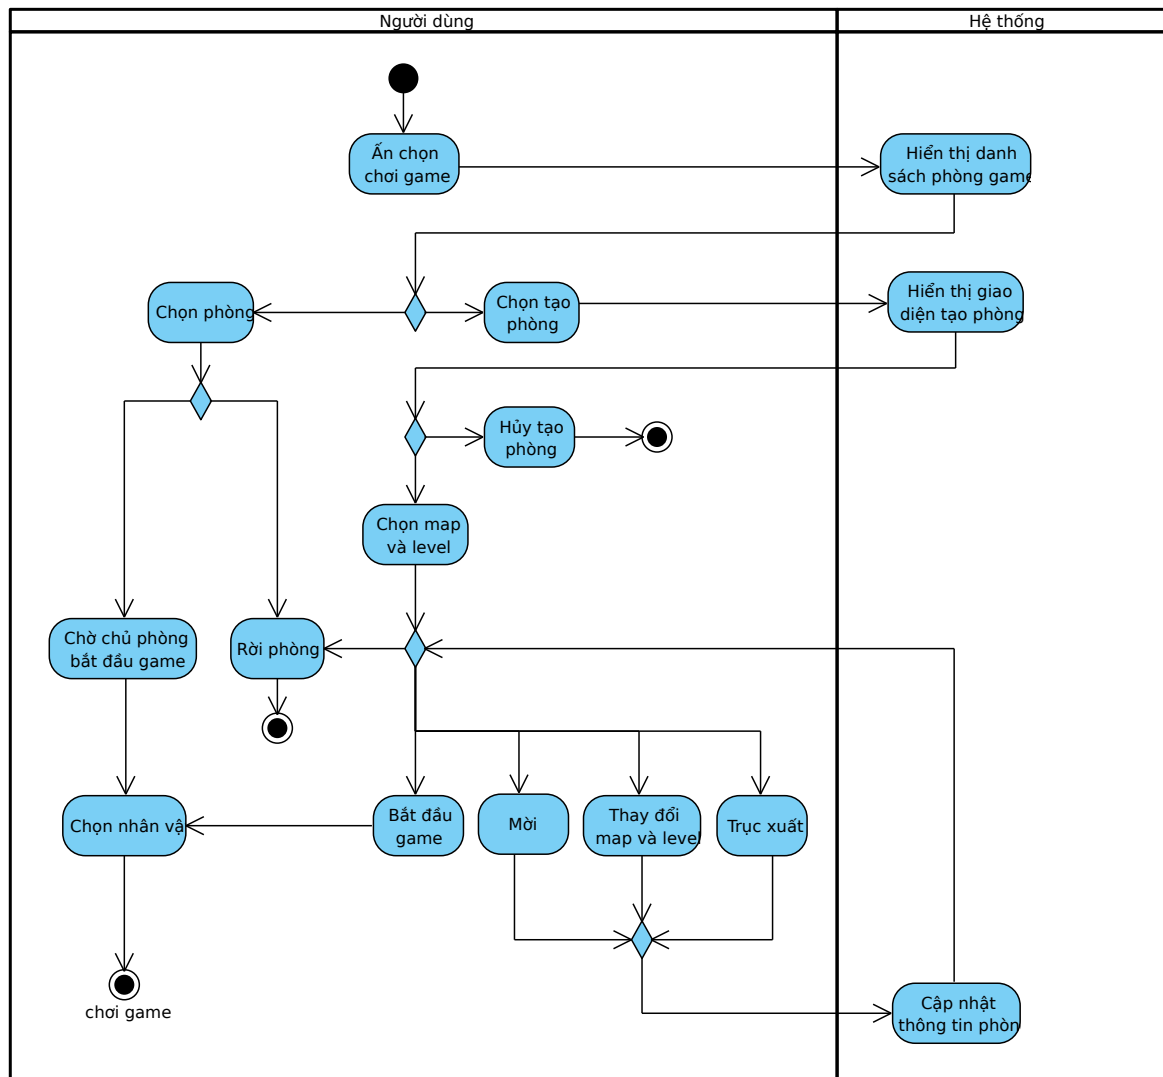 Người dùng
Hệ thống
Ấn chọn
chơi game
Hiển thị danh
sách phòng game
Chọn phòng
Chọn tạo
phòng
Hiển thị giao
diện tạo phòng
Hủy tạo
phòng
Chọn map
và level
Chờ chủ phòng
bắt đầu game
Rời phòng
Chọn nhân vậ
Bắt đầu
game
Mời
Thay đổi
map và level
Trục xuất
chơi game
Cập nhật
thông tin phòn